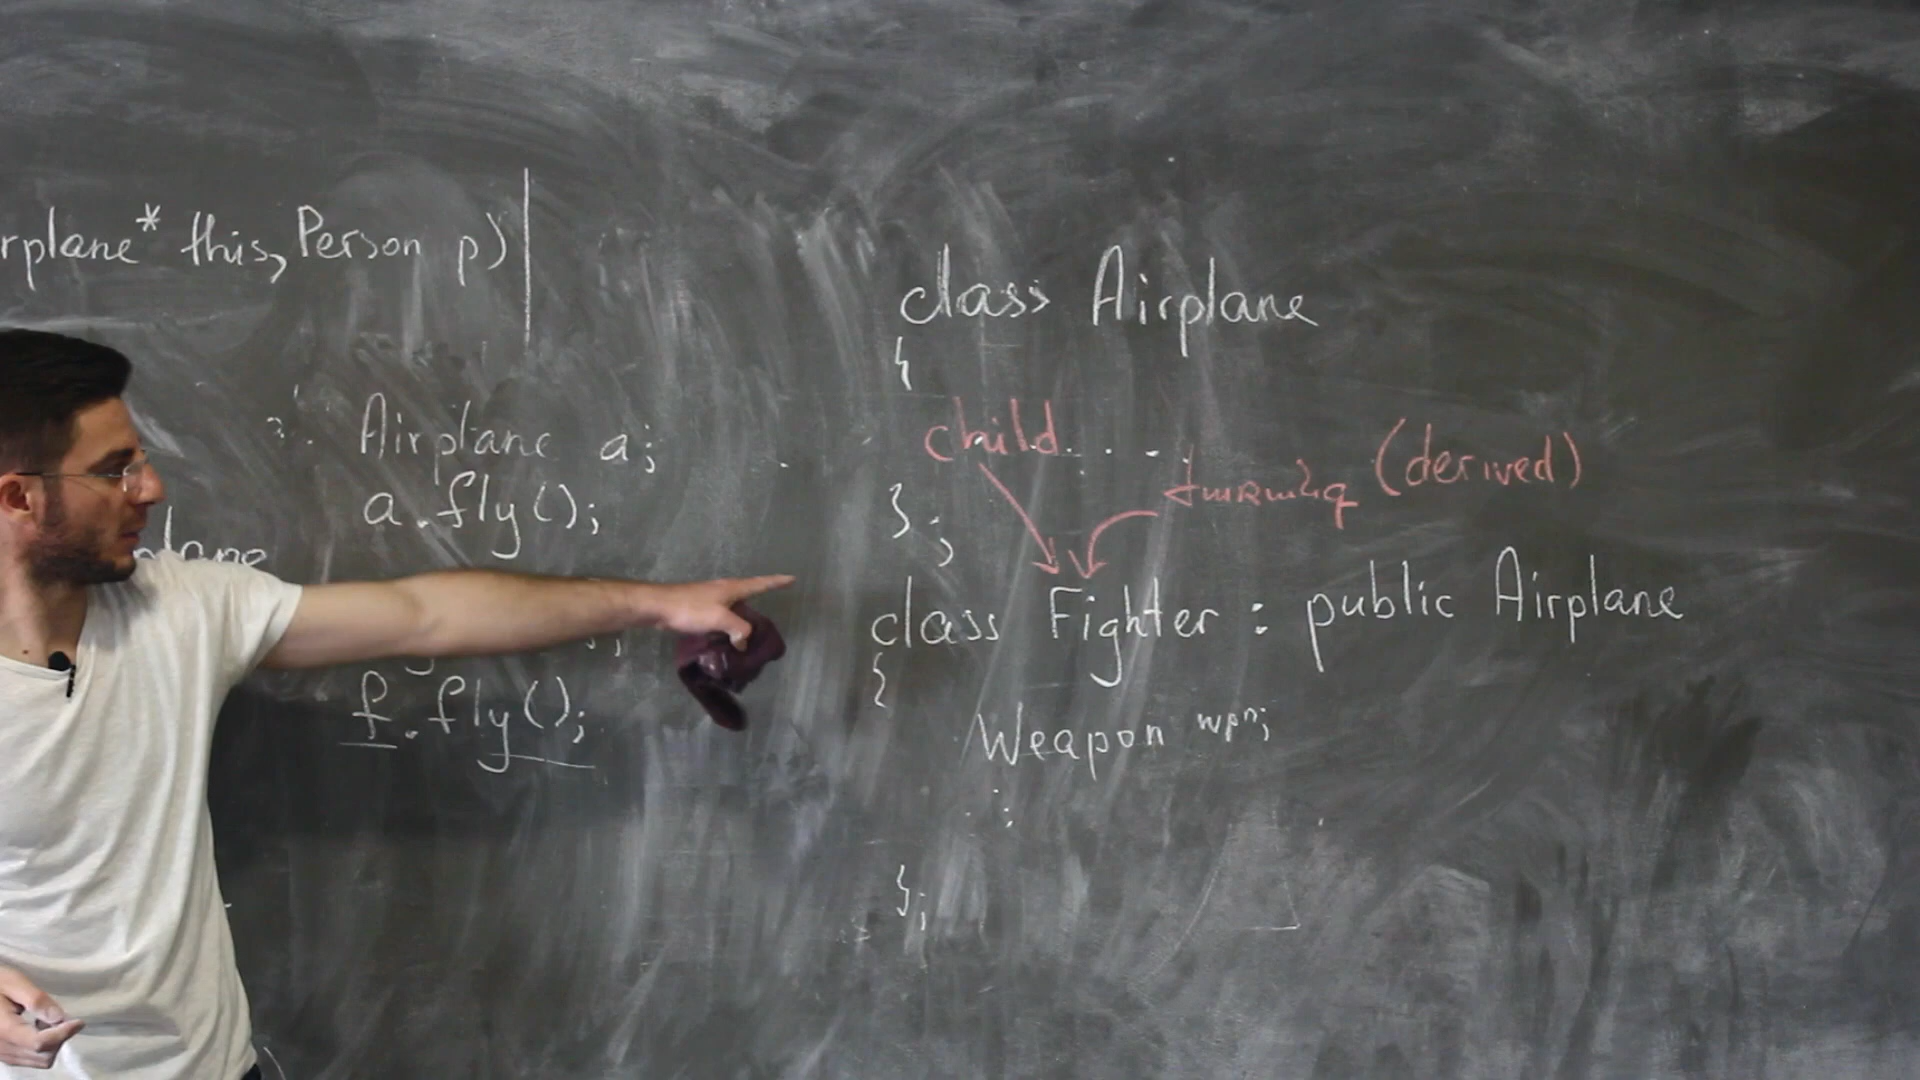 rplane* this, Person p)
Airplane a;
a.fly();
f.fly();
class Airplane
{
child
.....
ժառանգ (derived)
};
class Fighter : public Airplane
{
Weapon wpn;
};